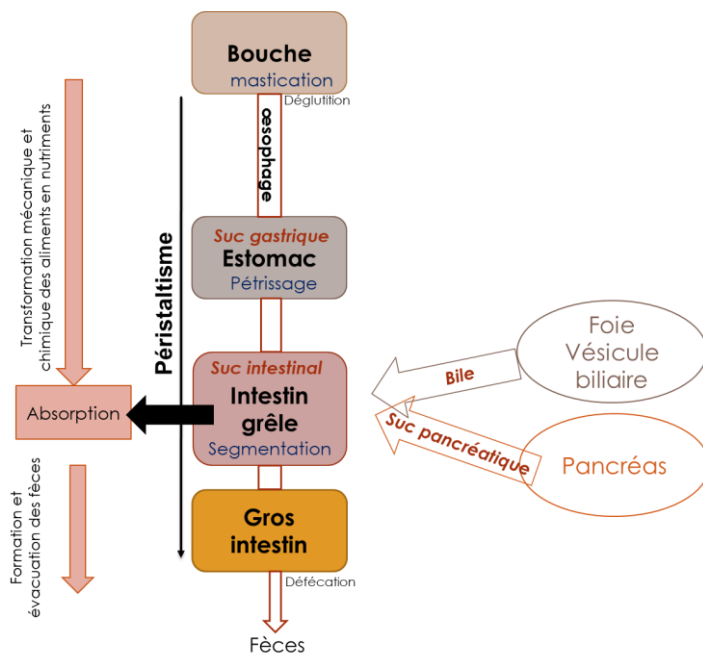 Bouche
mastication
Déglutition
œsophage
Transformation mécanique et
chimique des aliments en nutriments
Péristaltisme
Suc gastrique
Estomac
Pétrissage
Foie
Vésicule
biliaire
Bile
Suc intestinal
Intestin
grêle
Segmentation
Absorption
Suc pancréatique
Pancréas
Formation et
évacuation des fèces
Gros
intestin
Défécation
Fèces